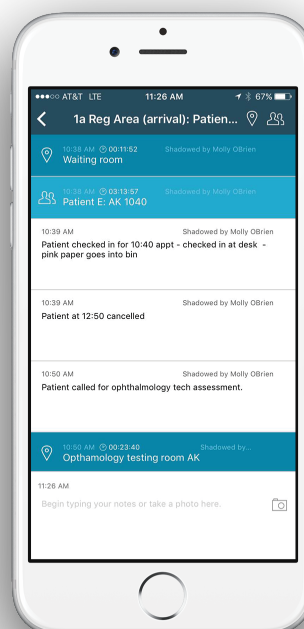 AT&T LTE 11:26 AM 67%
1a Reg Area (arrival): Patien...
10:38 AM 00:11:52 Shadowed by Molly OBrien
Waiting room
10:38 AM 03:13:57 Shadowed by Molly OBrien
Patient E: AK 1040
10:39 AM Shadowed by Molly OBrien
Patient checked in for 10:40 appt - checked in at desk -
pink paper goes into bin
10:39 AM Shadowed by Molly OBrien
Patient at 12:50 cancelled
10:50 AM Shadowed by Molly OBrien
Patient called for ophthalmology tech assessment.
10:50 AM 00:23:40 Shadowed by...
Opthamology testing room AK
11:26 AM
Begin typing your notes or take a photo here.